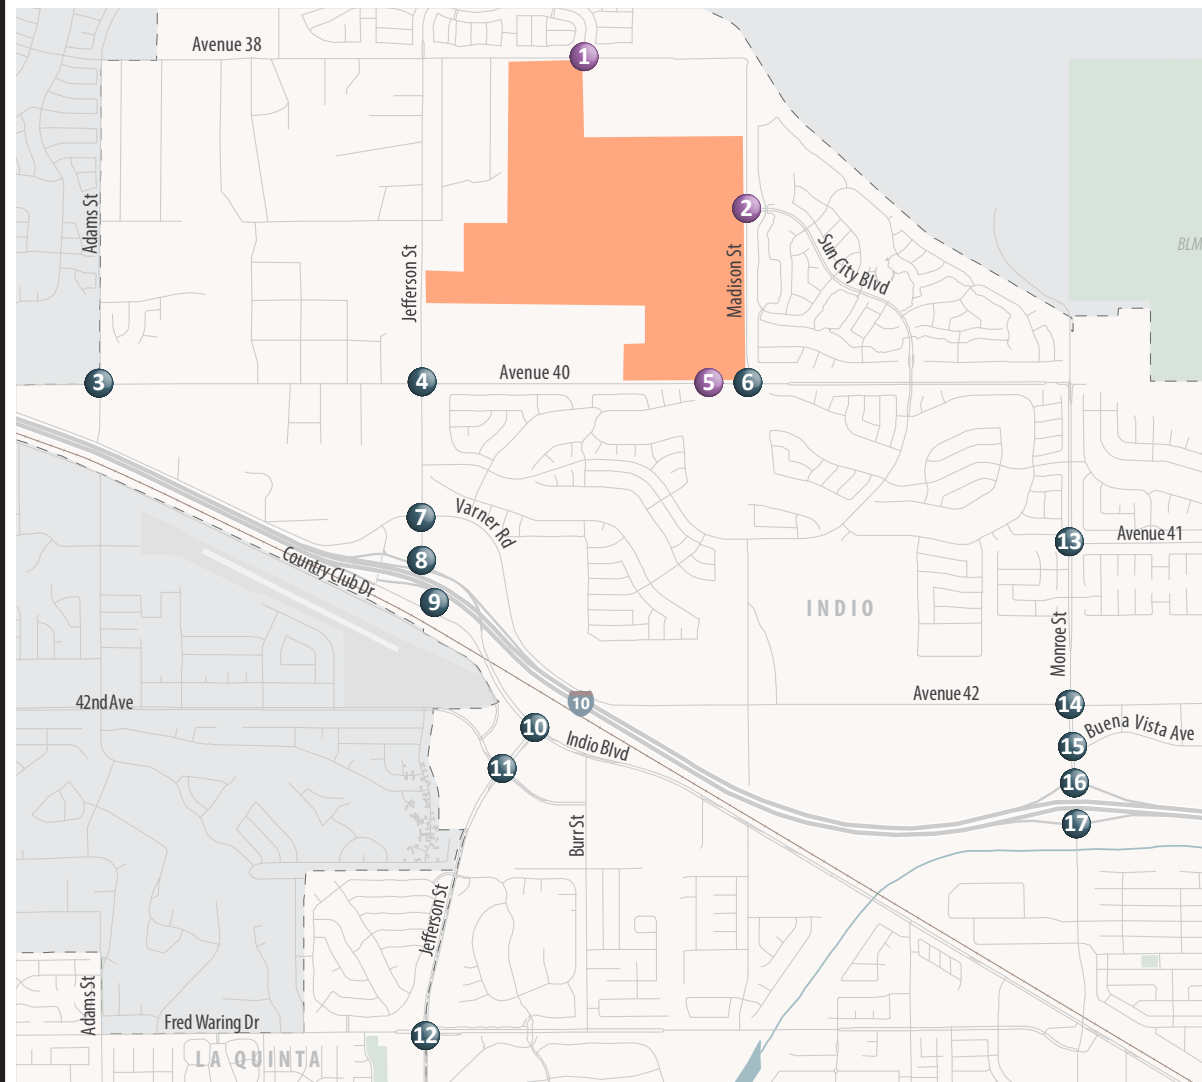 Avenue 38
1
Adams St
2
Jefferson St
Madison St
Sun City Blvd
BLM
3
4
Avenue 40
5
6
7
Varner Rd
8
Country Club Dr
9
13
Avenue 41
INDIO
Monroe St
42nd Ave
10
Avenue 42
14
10
Indio Blvd
15
Buena Vista Ave
11
16
17
Burr St
Jefferson St
Adams St
Fred Waring Dr
12
LA QUINTA